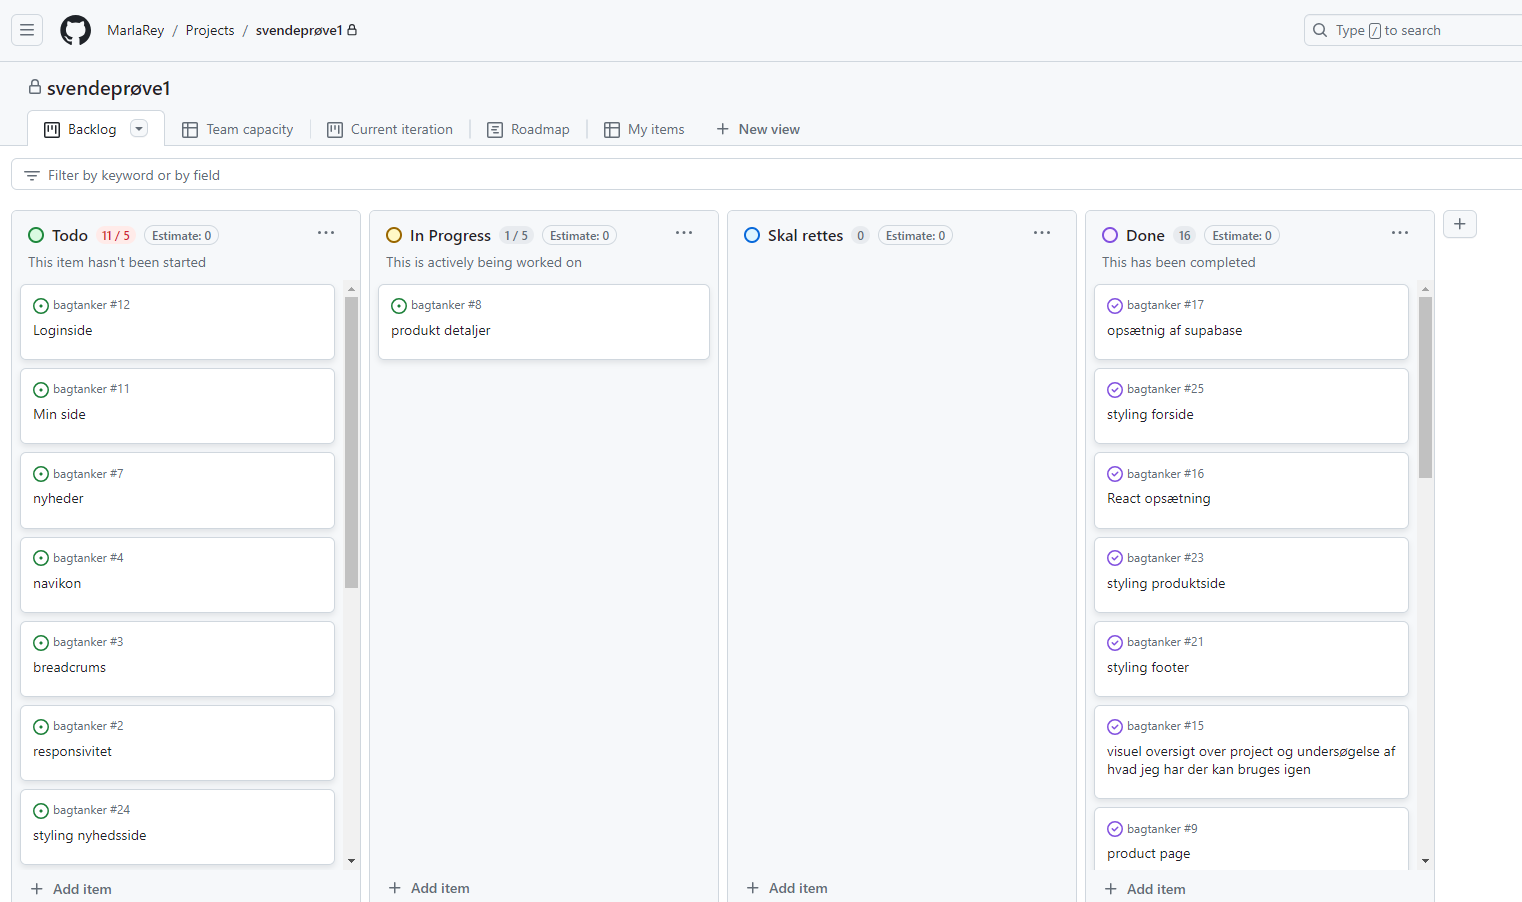 MarlaRey / Projects / svendeprøve1
Type / to search
svendeprøve1
Backlog
Team capacity
Current iteration
Roadmap
My items
New view
Filter by keyword or by field
Todo 11 / 5 Estimate: 0
This item hasn't been started
bagtanker #12
Loginside
bagtanker #11
Min side
bagtanker #7
nyheder
bagtanker #4
navikon
bagtanker #3
breadcrums
bagtanker #2
responsivitet
bagtanker #24
styling nyhedsside
Add item
In Progress 1 / 5 Estimate: 0
This is actively being worked on
bagtanker #8
produkt detaljer
Add item
Skal rettes 0 Estimate: 0
Add item
Done 16 Estimate: 0
This has been completed
bagtanker #17
opsætnig af supabase
bagtanker #25
styling forside
bagtanker #16
React opsætning
bagtanker #23
styling produktside
bagtanker #21
styling footer
bagtanker #15
visuel oversigt over project og undersøgelse af
hvad jeg har der kan bruges igen
bagtanker #9
product page
Add item